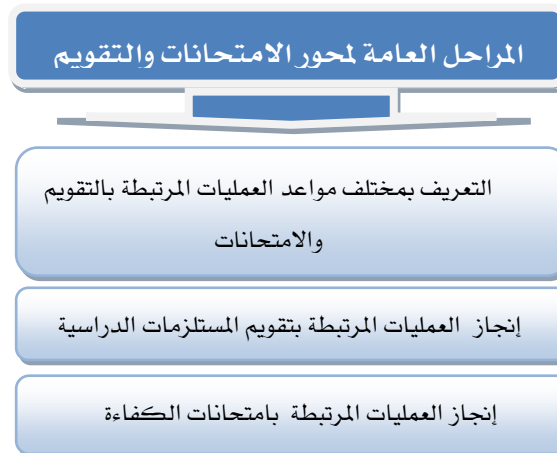 المراحل العامة لمحور الامتحانات والتقويم
التعريف بمختلف مواعد العمليات المرتبطة بالتقويم
والامتحانات
إنجاز العمليات المرتبطة بتقويم المستلزمات الدراسية
إنجاز العمليات المرتبطة بامتحانات الكفاءة